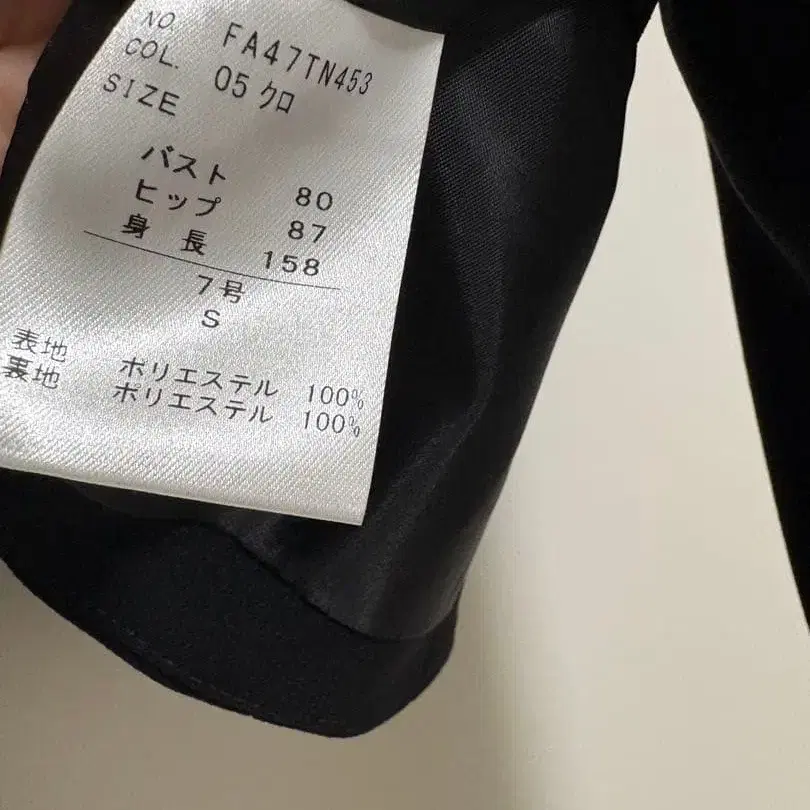 NO. FA47TN453
COL. 05 クロ
SIZE
バスト 80
ヒップ 87
身長 158
7号
S
表地 ポリエステル 100%
裏地 ポリエステル 100%